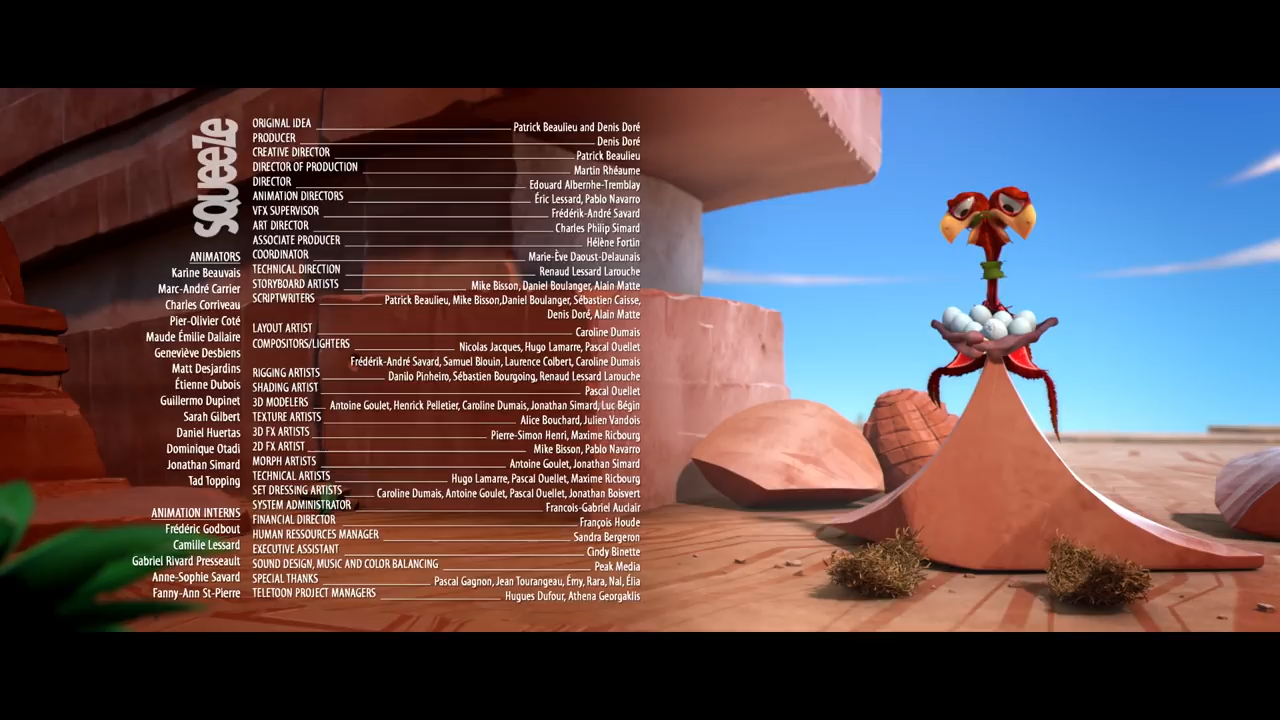 squeeze
ORIGINAL IDEA Patrick Beaulieu and Denis Doré
PRODUCER Denis Doré
CREATIVE DIRECTOR Patrick Beaulieu
DIRECTOR OF PRODUCTION Martin Rhéaume
DIRECTOR Edouard Albernhe-Tremblay
ANIMATION DIRECTORS Éric Lessard, Pablo Navarro
VFX SUPERVISOR Frédérik-André Savard
ART DIRECTOR Charles Philip Simard
ASSOCIATE PRODUCER Hélène Fortin
COORDINATOR Marie-Ève Daoust-Delaunais
TECHNICAL DIRECTION Renaud Lessard Larouche
STORYBOARD ARTISTS Mike Bisson, Daniel Boulanger, Alain Matte
SCRIPTWRITERS Patrick Beaulieu, Mike Bisson,Daniel Boulanger, Sébastien Caisse,
Denis Doré, Alain Matte
LAYOUT ARTIST Caroline Dumais
COMPOSITORS/LIGHTERS Nicolas Jacques, Hugo Lamarre, Pascal Ouellet
Frédérik-André Savard, Samuel Blouin, Laurence Colbert, Caroline Dumais
RIGGING ARTISTS Danilo Pinheiro, Sébastien Bourgoing, Renaud Lessard Larouche
SHADING ARTIST Pascal Ouellet
3D MODELERS Antoine Goulet, Henrick Pelletier, Caroline Dumais, Jonathan Simard, Luc Bégin
TEXTURE ARTISTS Alice Bouchard, Julien Vandois
3D FX ARTISTS Pierre-Simon Henri, Maxime Ricbourg
2D FX ARTIST Mike Bisson, Pablo Navarro
MORPH ARTISTS Antoine Goulet, Jonathan Simard
TECHNICAL ARTISTS Hugo Lamarre, Pascal Ouellet, Maxime Ricbourg
SET DRESSING ARTISTS Caroline Dumais, Antoine Goulet, Pascal Ouellet, Jonathan Boisvert
SYSTEM ADMINISTRATOR Francois-Gabriel Auclair
FINANCIAL DIRECTOR François Houde
HUMAN RESSOURCES MANAGER Sandra Bergeron
EXECUTIVE ASSISTANT Cindy Binette
SOUND DESIGN, MUSIC AND COLOR BALANCING Peak Media
SPECIAL THANKS Pascal Gagnon, Jean Tourangeau, Émy, Rara, Nal, Élia
TELETOON PROJECT MANAGERS Hugues Dufour, Athena Georgaklis
ANIMATORS
Karine Beauvais
Marc-André Carrier
Charles Corriveau
Pier-Olivier Coté
Maude Émilie Dallaire
Geneviève Desbiens
Matt Desjardins
Étienne Dubois
Guillermo Dupinet
Sarah Gilbert
Daniel Huertas
Dominique Otadi
Jonathan Simard
Tad Topping
ANIMATION INTERNS
Frédéric Godbout
Camille Lessard
Gabriel Rivard Presseault
Anne-Sophie Savard
Fanny-Ann St-Pierre